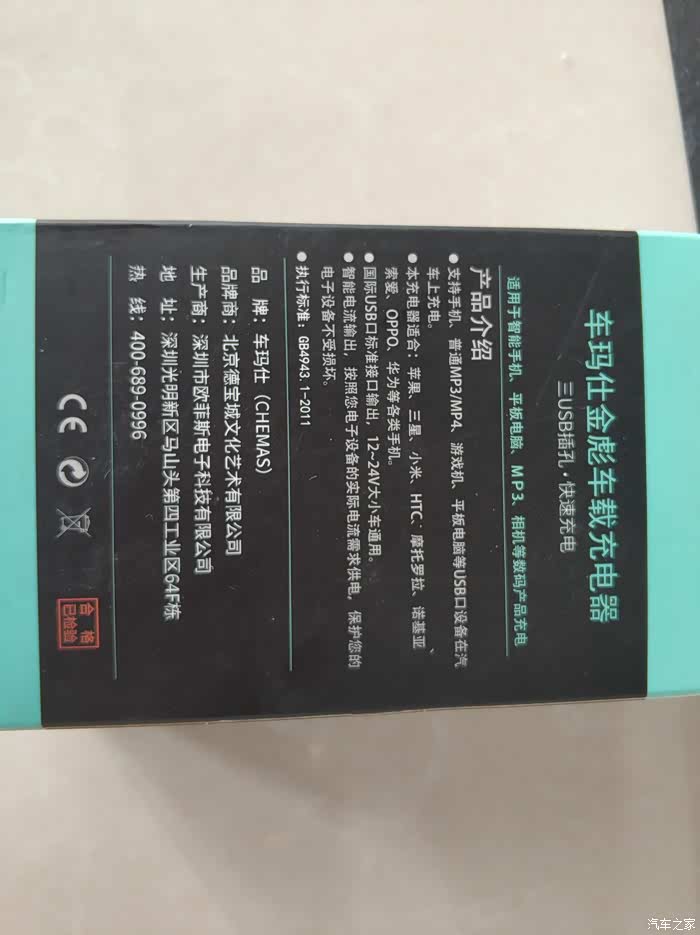 车玛仕金彪车载充电器
三USB插孔·快速充电
适用于智能手机、平板电脑、MP3、相机等数码产品充电
产品介绍
●支持手机、普通MP3/MP4、游戏机、平板电脑等USB口设备在汽
车上充电。
●本充电器适合：苹果、三星、小米、HTC、摩托罗拉、诺基亚、
索爱、OPPO、华为等各类手机。
●国际USB口标准接口输出，12~24V大小车通用。
●智能电流输出，按照您电子设备的实际电流需求供电，保护您的
电子设备不受损坏。
●执行标准：GB4943.1-2011
品 牌：车玛仕（CHEMAS）
品牌商：北京德宝城文化艺术有限公司
生产商：深圳市欧菲斯电子科技有限公司
地 址：深圳光明新区马山头第四工业区64F栋
热 线：400-689-0996
CE
合格
已检验
汽车之家